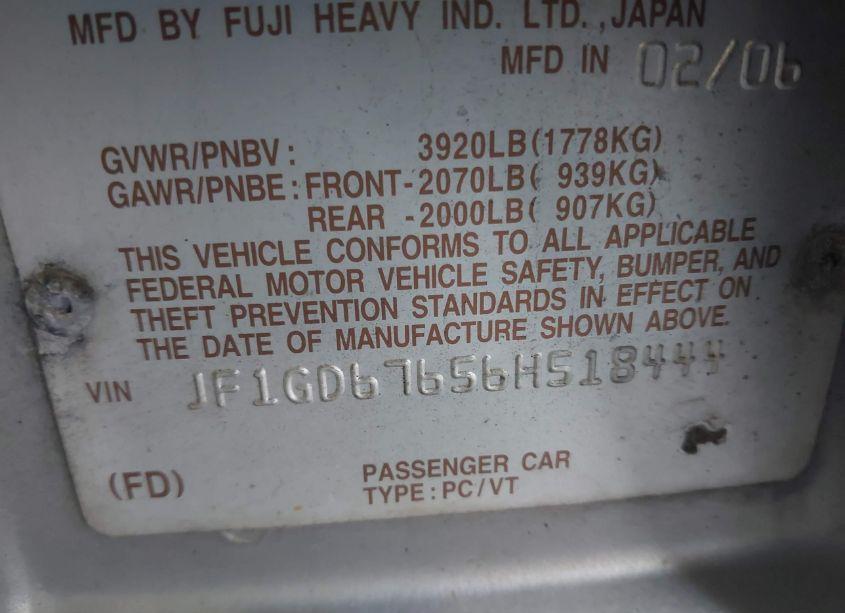 MFD BY FUJI HEAVY IND. LTD.,JAPAN
MFD IN 02/06
GVWR/PNBV: 3920LB(1778KG)
GAWR/PNBE:FRONT-2070LB( 939KG)
REAR -2000LB( 907KG)
THIS VEHICLE CONFORMS TO ALL APPLICABLE
FEDERAL MOTOR VEHICLE SAFETY, BUMPER, AND
THEFT PREVENTION STANDARDS IN EFFECT ON
THE DATE OF MANUFACTURE SHOWN ABOVE.
VIN JF1GD67656H518444
(FD) PASSENGER CAR
TYPE:PC/VT